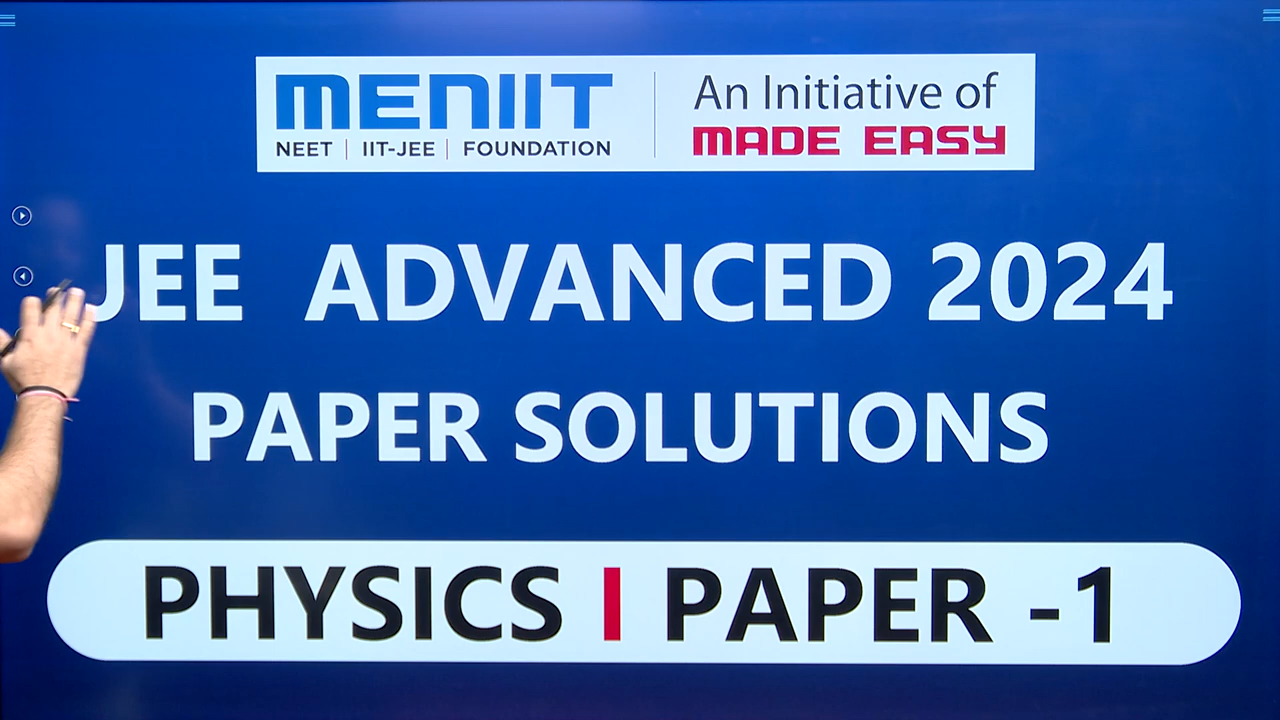 MENIIT
NEET | IIT-JEE | FOUNDATION
An Initiative of
MADE EASY
JEE ADVANCED 2024
PAPER SOLUTIONS
PHYSICS | PAPER -1